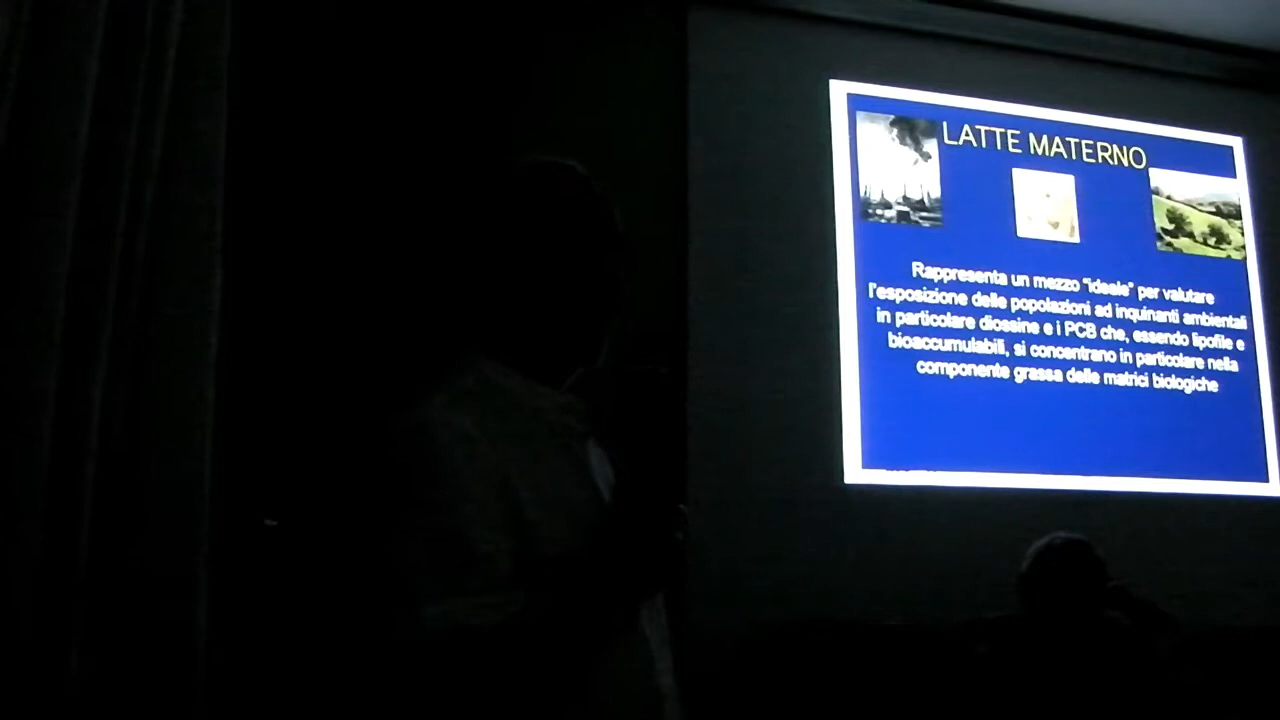 LATTE MATERNO
Rappresenta un mezzo "ideale" per valutare
l'esposizione delle popolazioni ad inquinanti ambientali
in particolare diossine e i PCB che, essendo lipofile e
bioaccumulabili, si concentrano in particolare nella
componente grassa delle matrici biologiche